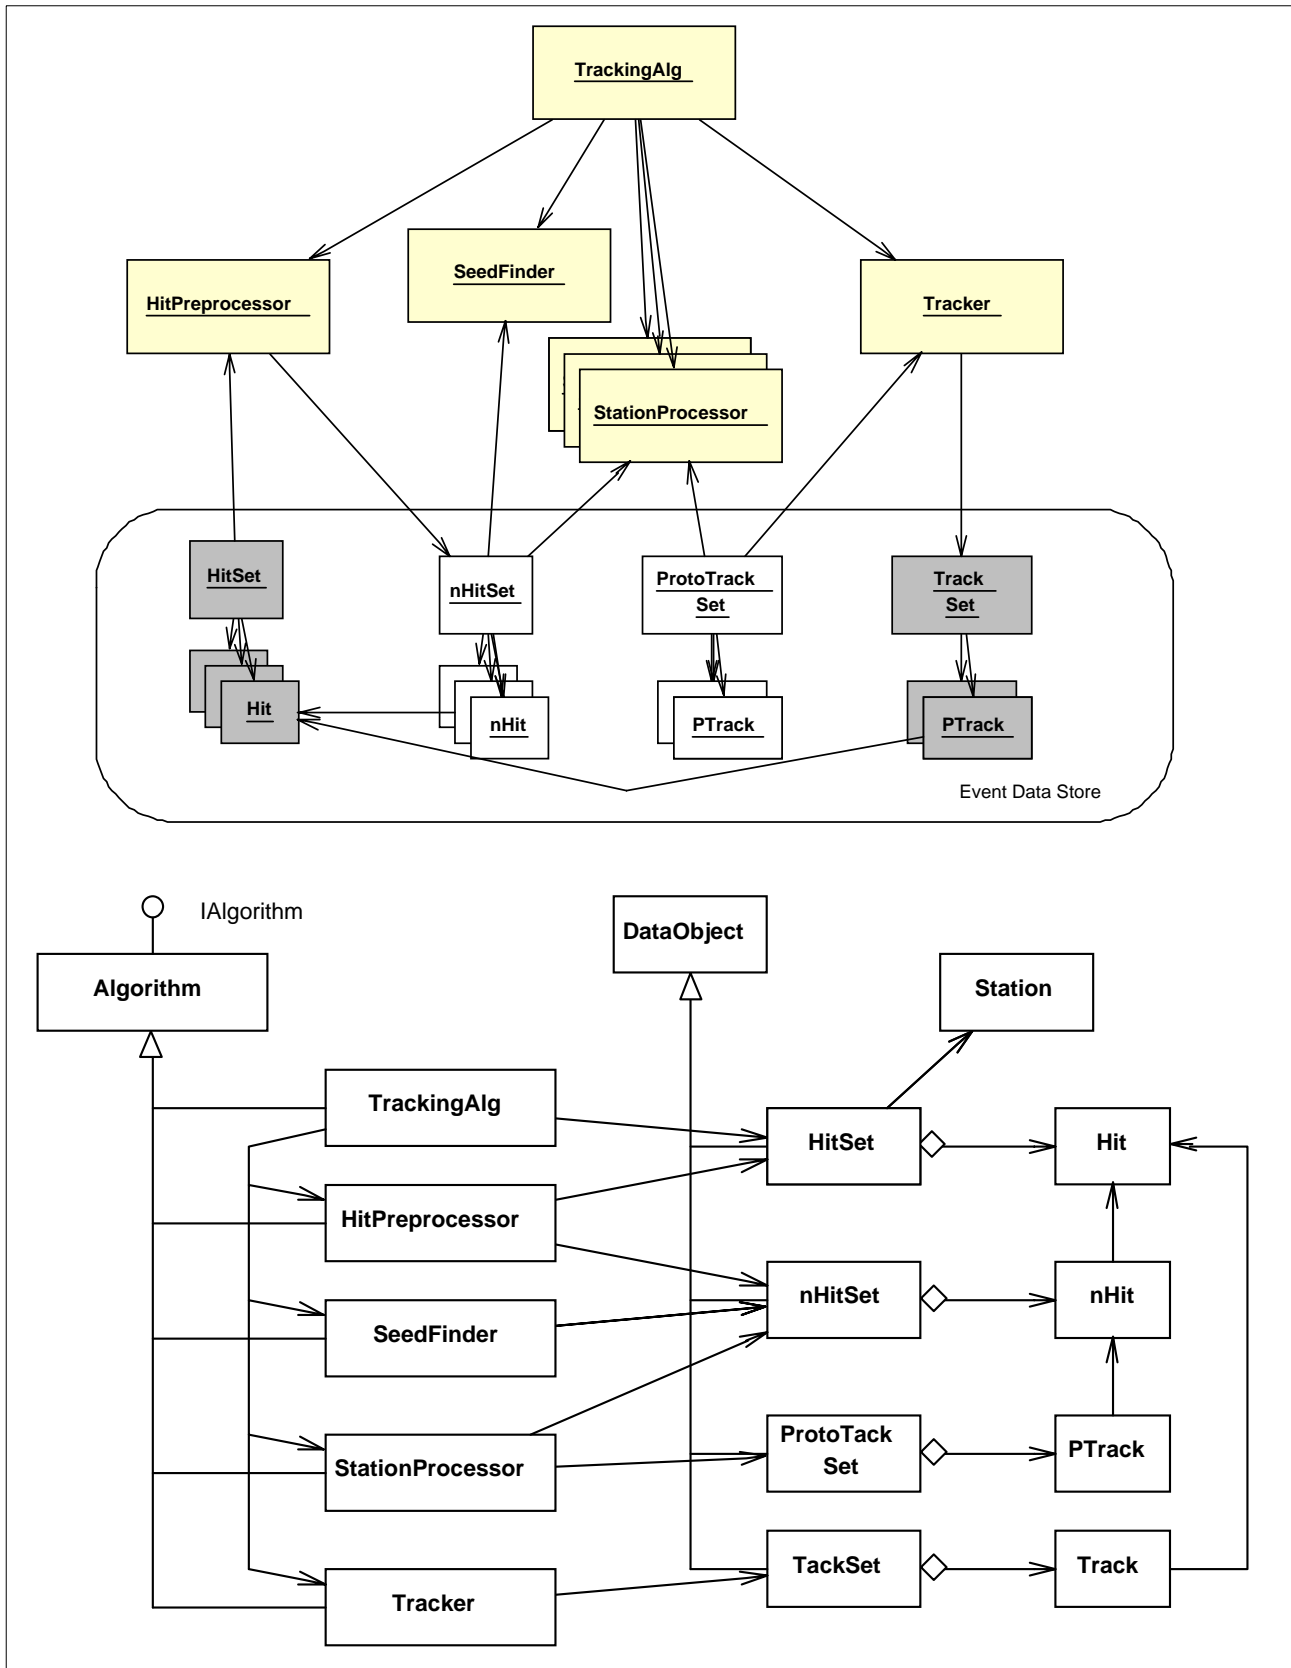 TrackingAlg
SeedFinder
HitPreprocessor
Tracker
StationProcessor
HitSet
nHitSet
ProtoTrack
Set
Track
Set
Hit
nHit
PTrack
PTrack
Event Data Store
IAlgorithm
DataObject
Algorithm
Station
TrackingAlg
HitSet
Hit
HitPreprocessor
nHitSet
nHit
SeedFinder
ProtoTack
Set
PTrack
StationProcessor
TackSet
Track
Tracker